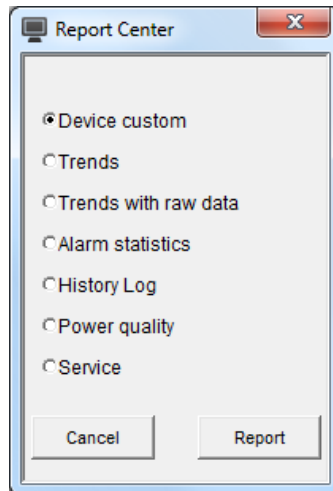 Report Center
Device custom
Trends
Trends with raw data
Alarm statistics
History Log
Power quality
Service
Cancel Report